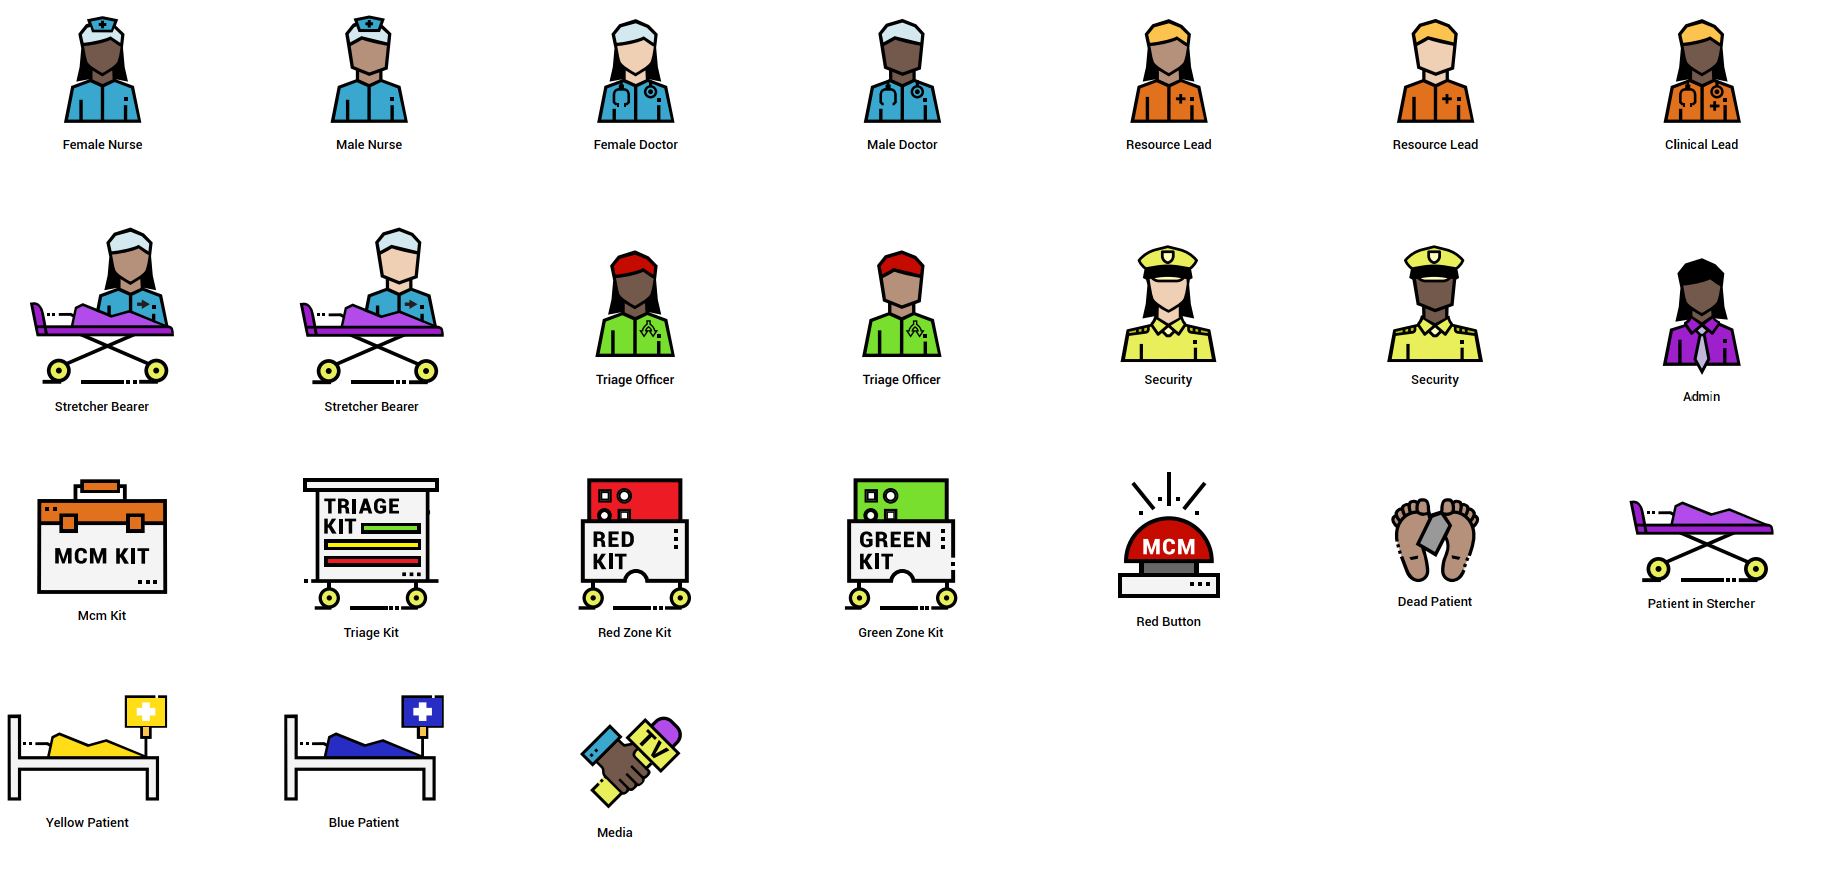 Female Nurse
Male Nurse
Female Doctor
Male Doctor
Resource Lead
Resource Lead
Clinical Lead
Stretcher Bearer
Stretcher Bearer
Triage Officer
Triage Officer
Security
Security
Admin
MCM KIT
Mcm Kit
TRIAGE
KIT
Triage Kit
RED
KIT
Red Zone Kit
GREEN
KIT
Green Zone Kit
MCM
Red Button
Dead Patient
Patient in Stercher
Yellow Patient
Blue Patient
TV
Media